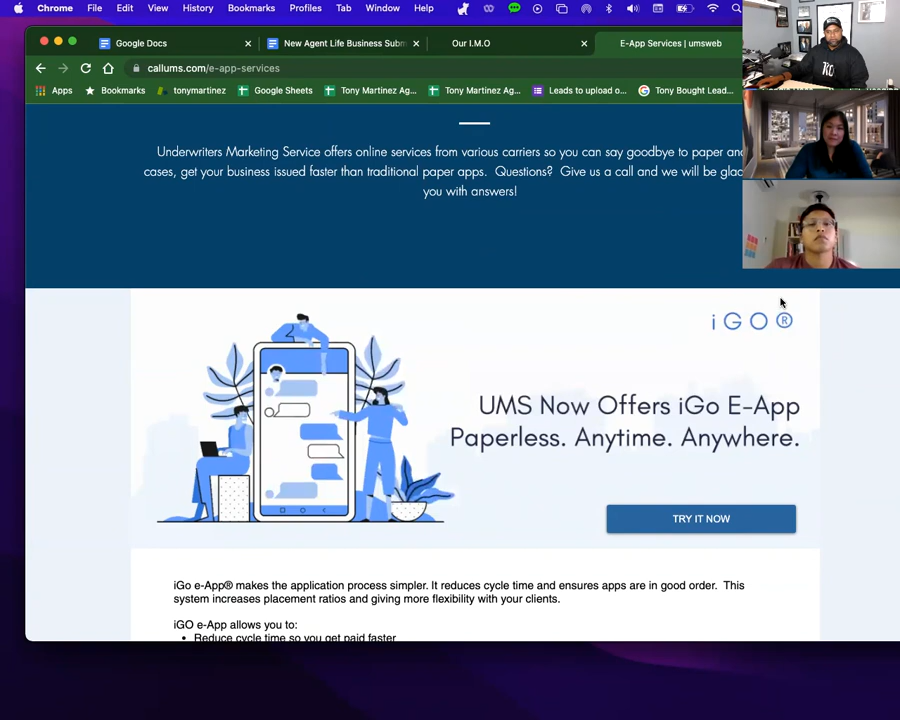 Chrome File Edit View History Bookmarks Profiles Tab Window Help
Google Docs
New Agent Life Business Subm
Our I.M.O
E-App Services | umsweb
callums.com/e-app-services
Apps Bookmarks tonymartinez Google Sheets Tony Martinez Ag... Tony Martinez Ag... Leads to upload o... Tony Bought Lead...
Underwriters Marketing Service offers online services from various carriers so you can say goodbye to paper and
cases, get your business issued faster than traditional paper apps. Questions? Give us a call and we will be glad
you with answers!
iGO®
UMS Now Offers iGo E-App
Paperless. Anytime. Anywhere.
TRY IT NOW
iGo e-App® makes the application process simpler. It reduces cycle time and ensures apps are in good order. This
system increases placement ratios and giving more flexibility with your clients.
iGO e-App allows you to:
• Reduce cycle time so you get paid faster